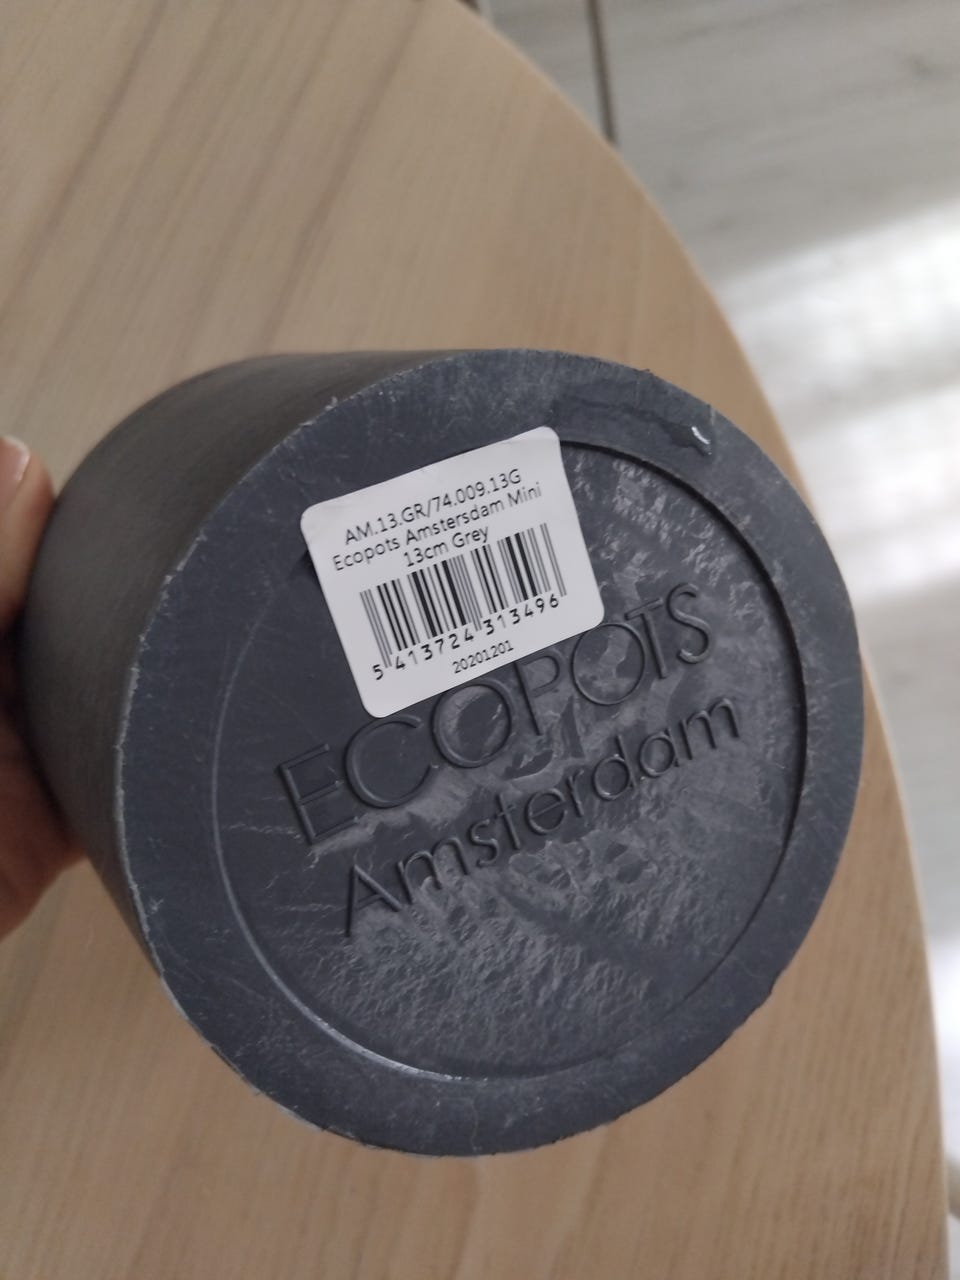 AM.13.GR/74.009.13G
Ecopots Amstersdam Mini
13cm Grey
5 413724 313496
20201201
ECOPOTS
Amsterdam